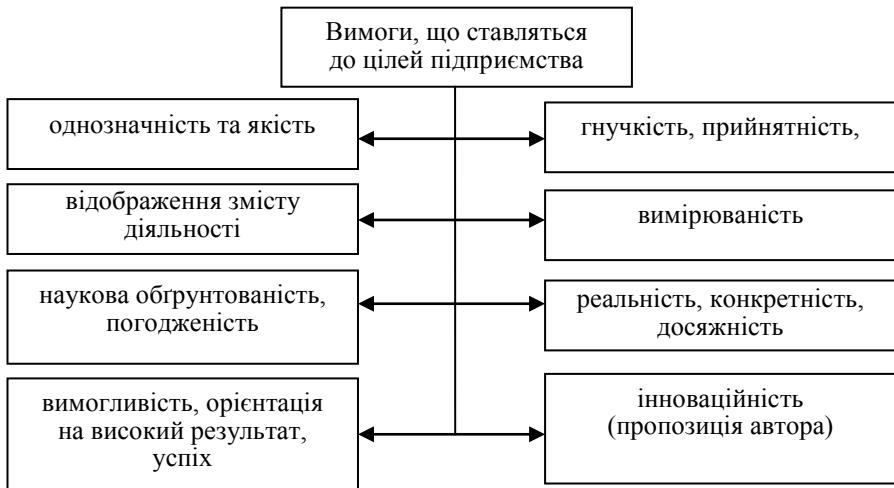 Вимоги, що ставляться
до цілей підприємства
однозначність та якість
гнучкість, прийнятність,
відображення змісту
діяльності
вимірюваність
наукова обґрунтованість,
погодженість
реальність, конкретність,
досяжність
вимогливість, орієнтація
на високий результат,
успіх
інноваційність
(пропозиція автора)